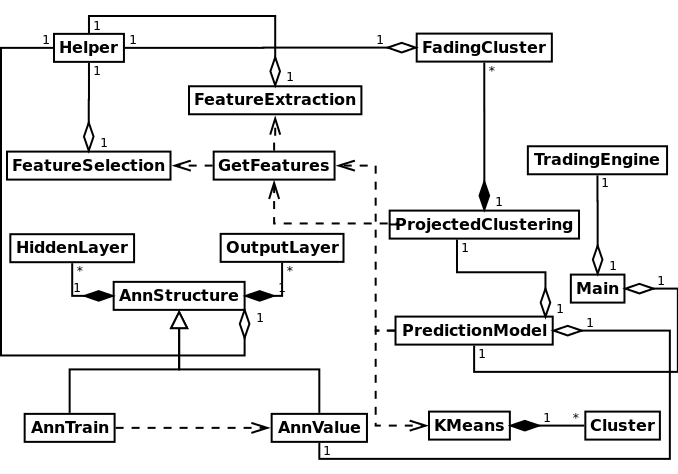 1
1 Helper 1 1 FadingCluster
1 1 *
FeatureExtraction
1
FeatureSelection GetFeatures TradingEngine
1
1 ProjectedClustering
HiddenLayer OutputLayer 1
* * 1 Main 1
1 AnnStructure 1
1 1
PredictionModel 1
1
AnnTrain AnnValue KMeans 1 * Cluster
1